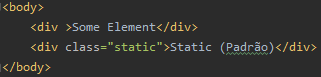 <body>
<div >Some Element</div>
<div class="static">Static (Padrão)</div>
</body>